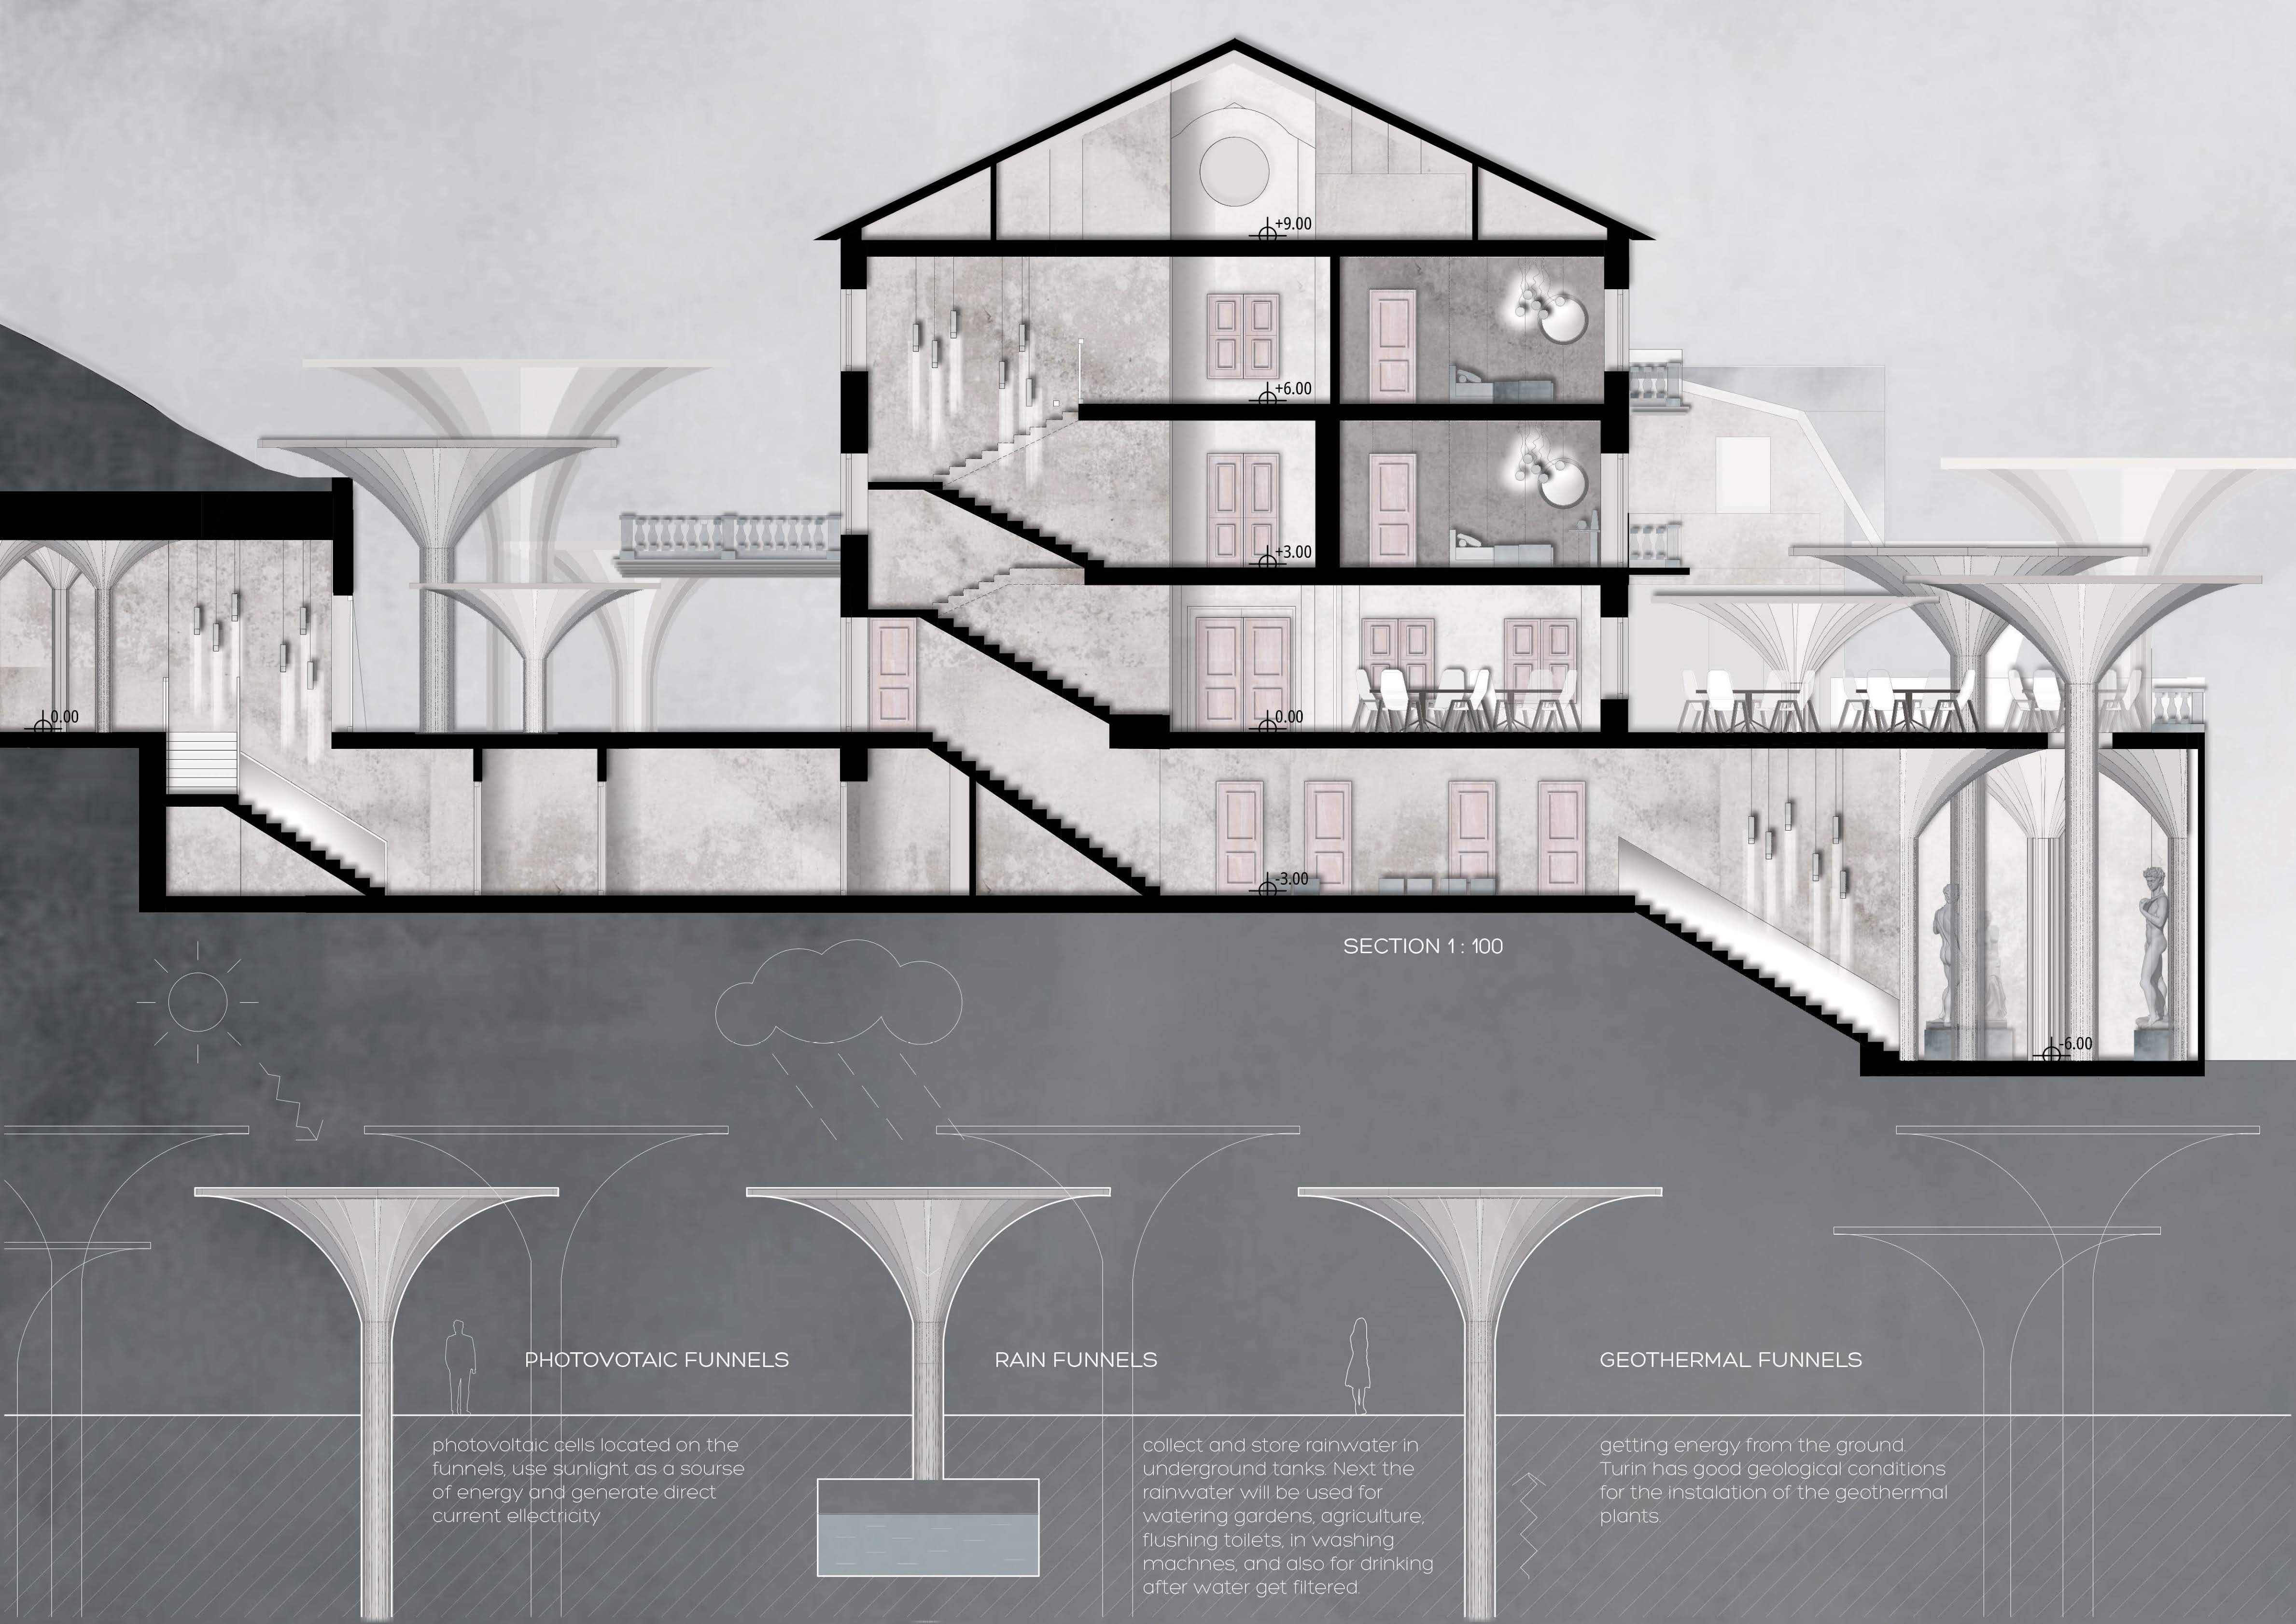 +9.00
+6.00
+3.00
0.00
0.00
-3.00
SECTION 1 : 100
-6.00
PHOTOVOTAIC FUNNELS
photovoltaic cells located on the
funnels, use sunlight as a sourse
of energy and generate direct
current ellectricity
RAIN FUNNELS
collect and store rainwater in
underground tanks. Next the
rainwater will be used for
watering gardens, agriculture,
flushing toilets, in washing
machnes, and also for drinking
after water get filtered.
GEOTHERMAL FUNNELS
getting energy from the ground.
Turin has good geological conditions
for the instalation of the geothermal
plants.